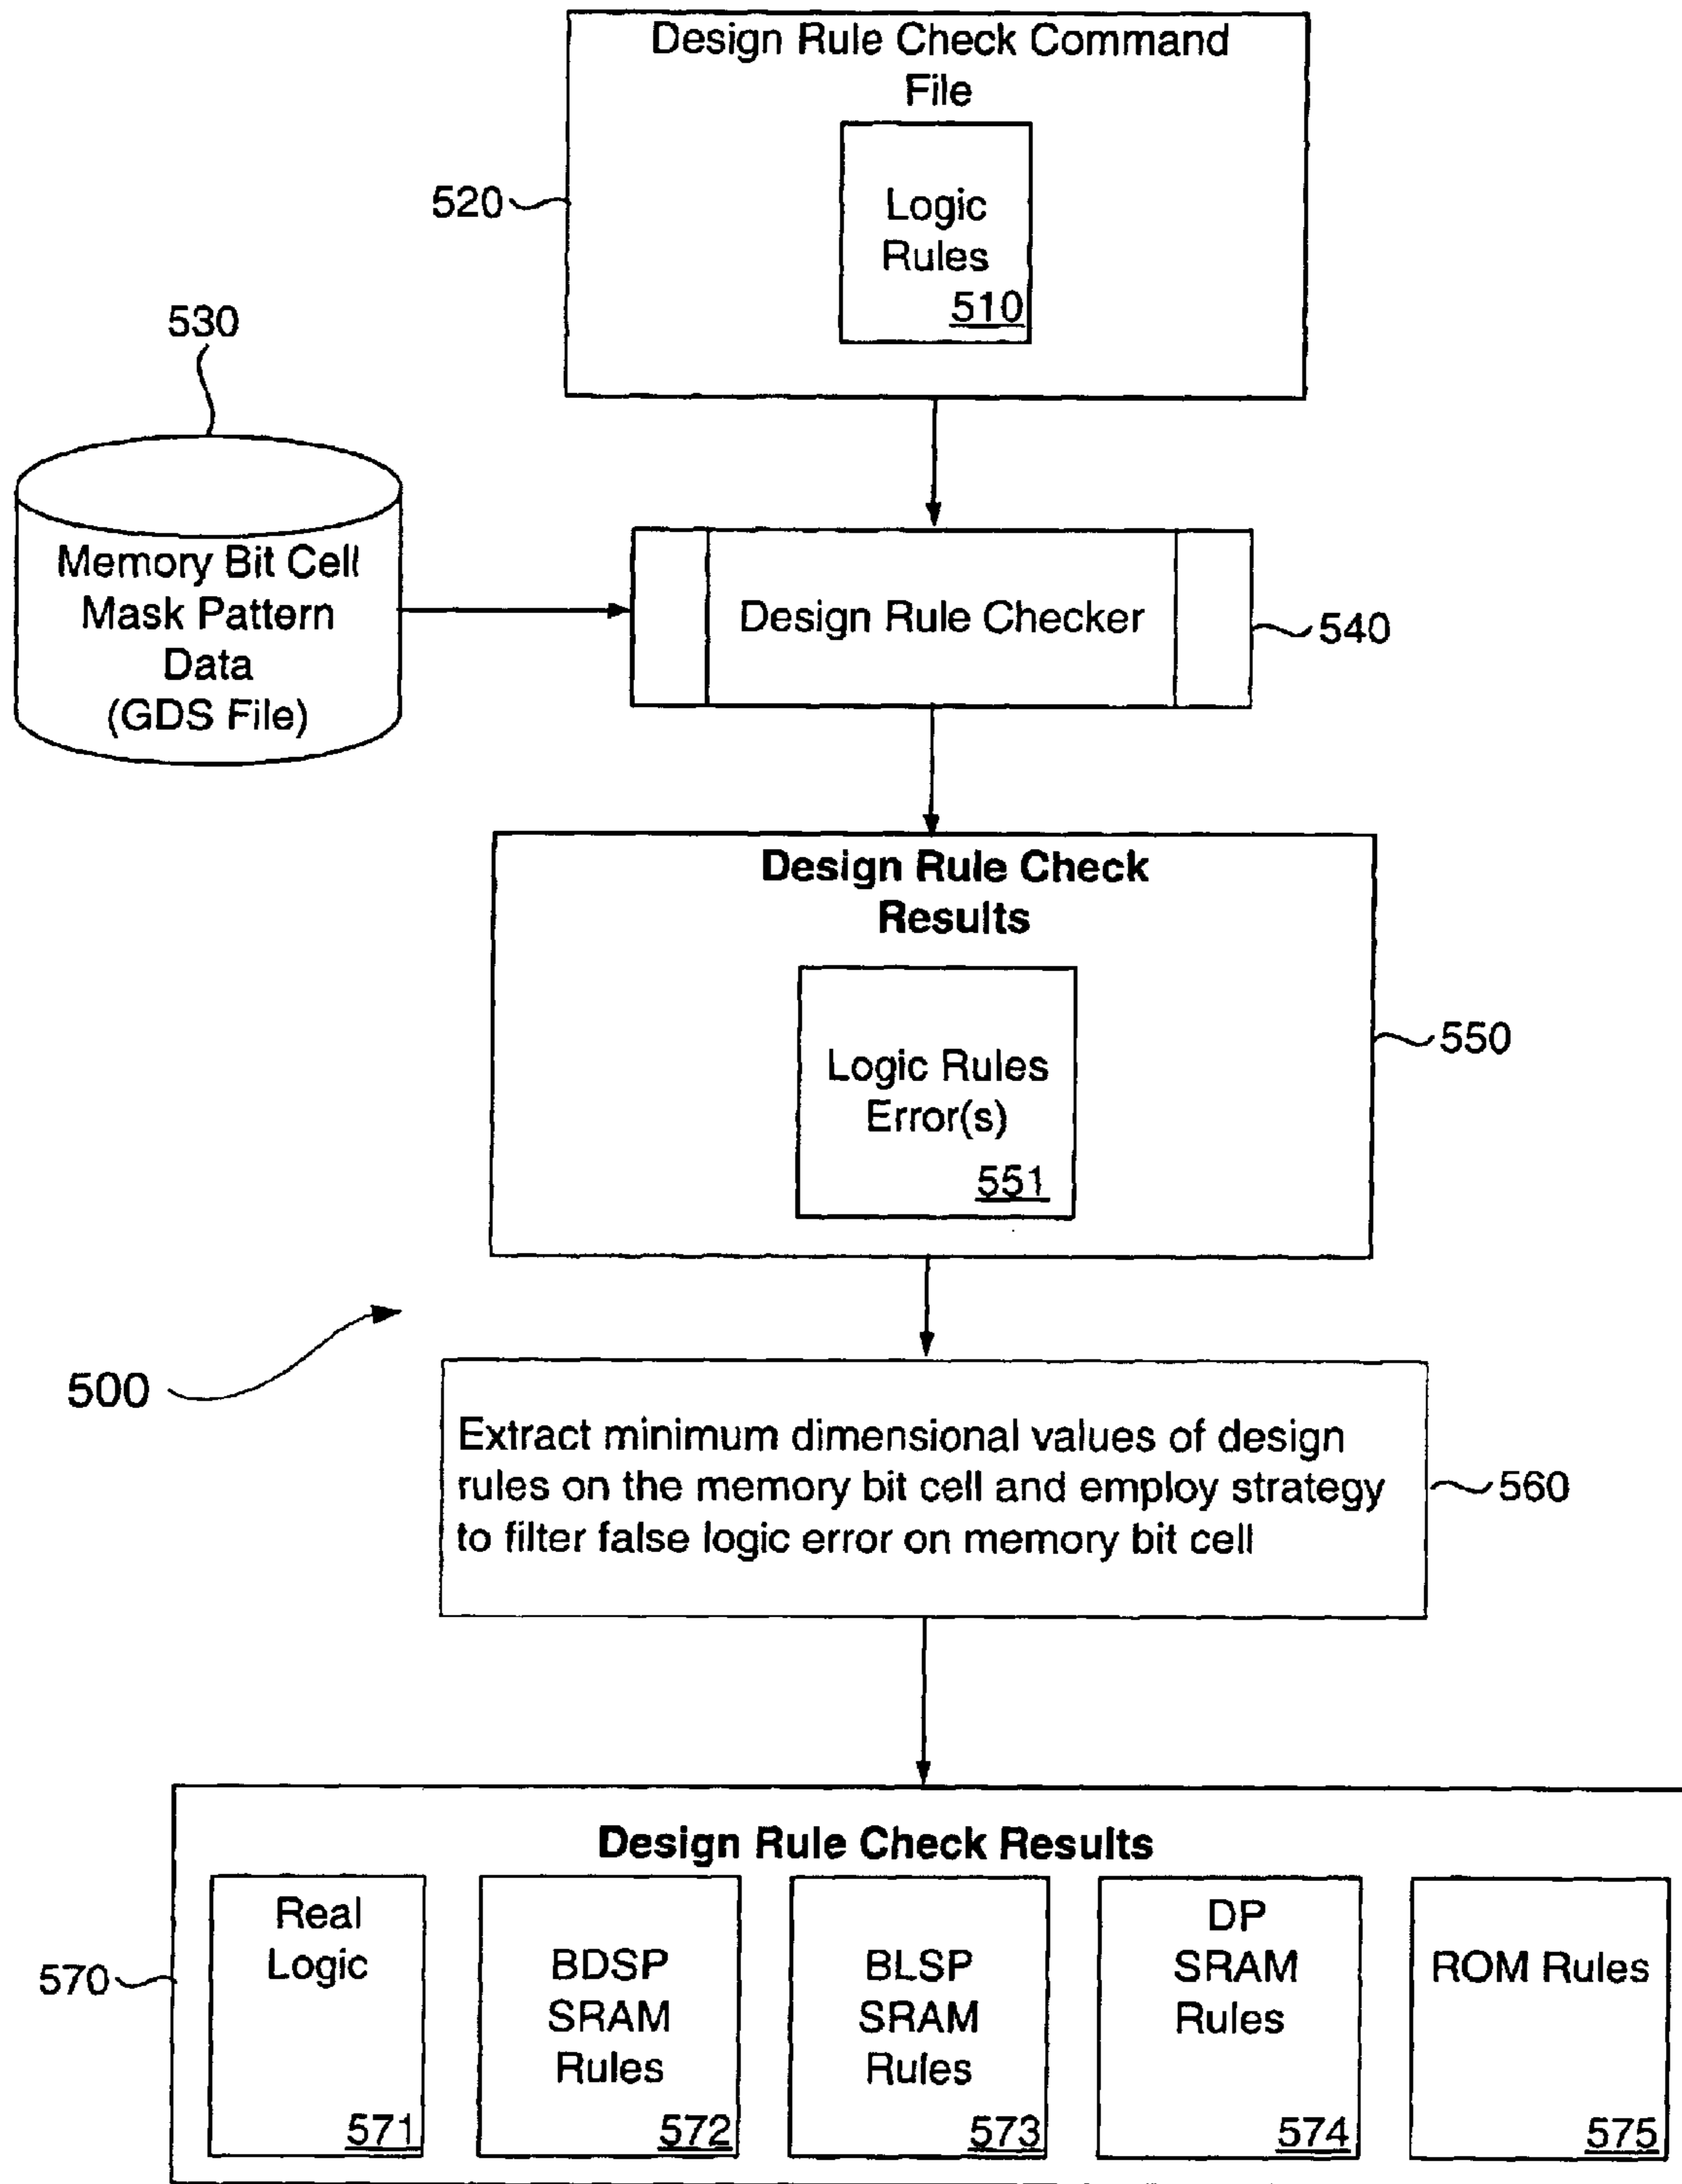 Design Rule Check Command
File
520
Logic
Rules
510
530
Memory Bit Cell
Mask Pattern
Data
(GDS File)
Design Rule Checker
540
Design Rule Check
Results
550
Logic Rules
Error(s)
551
500
Extract minimum dimensional values of design
rules on the memory bit cell and employ strategy
to filter false logic error on memory bit cell
560
Design Rule Check Results
570
Real
Logic
571
BDSP
SRAM
Rules
572
BLSP
SRAM
Rules
573
DP
SRAM
Rules
574
ROM Rules
575